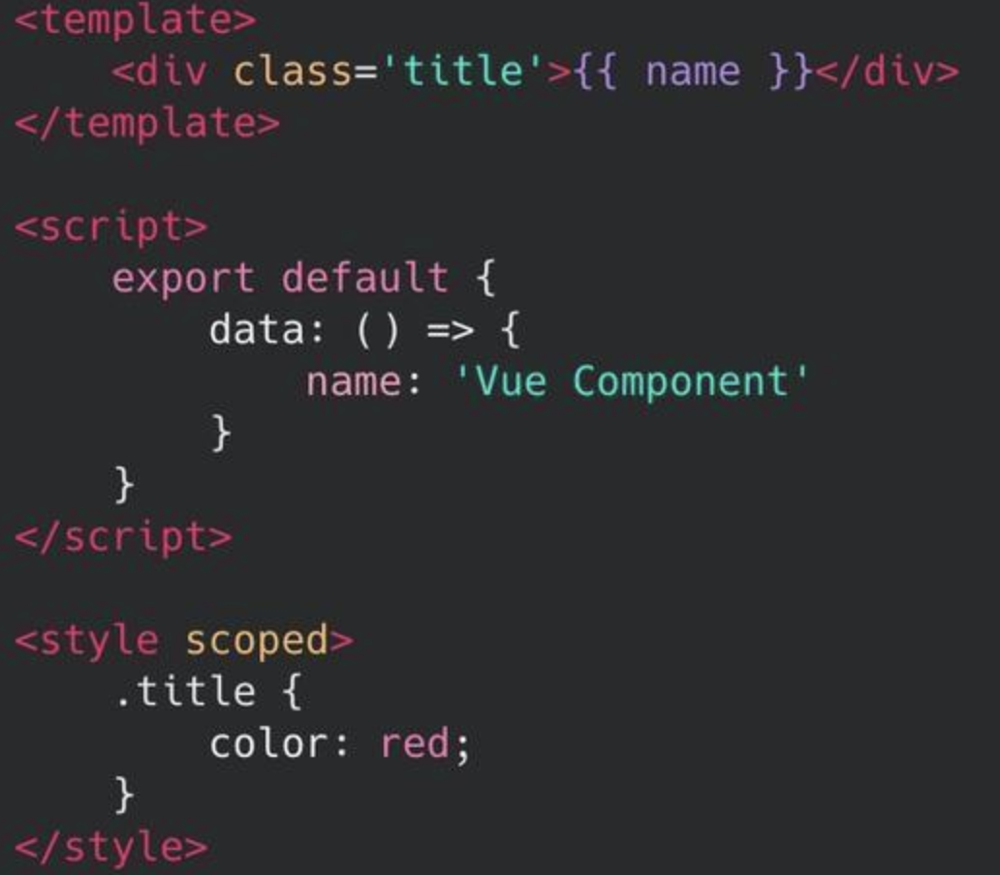 <template>
    <div class='title'>{{ name }}</div>
</template>

<script>
    export default {
        data: () => {
            name: 'Vue Component'
        }
    }
</script>

<style scoped>
    .title {
        color: red;
    }
</style>